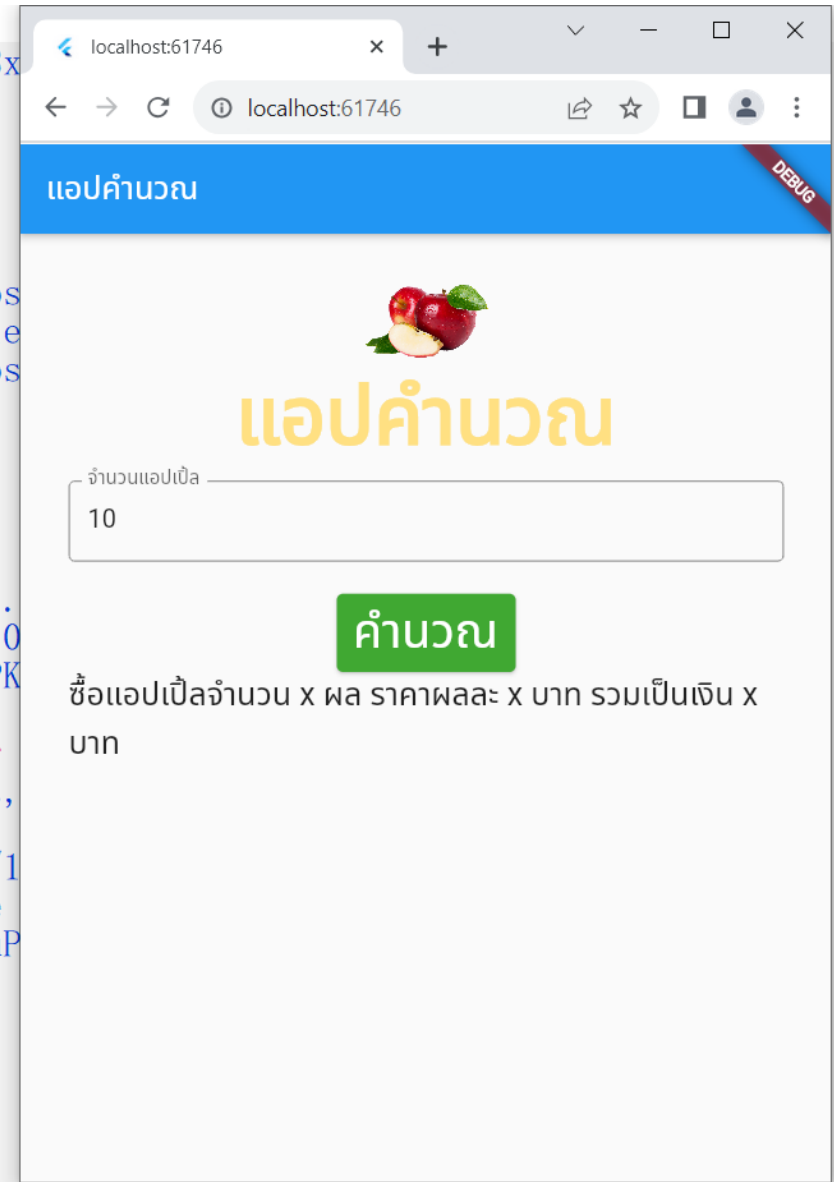 localhost:61746
localhost:61746
แอปคำนวณ
DEBUG
แอปคำนวณ
จำนวนแอปเปิ้ล
10
คำนวณ
ซื้อแอปเปิ้ลจำนวน x ผล ราคาผลละ x บาท รวมเป็นเงิน x
บาท